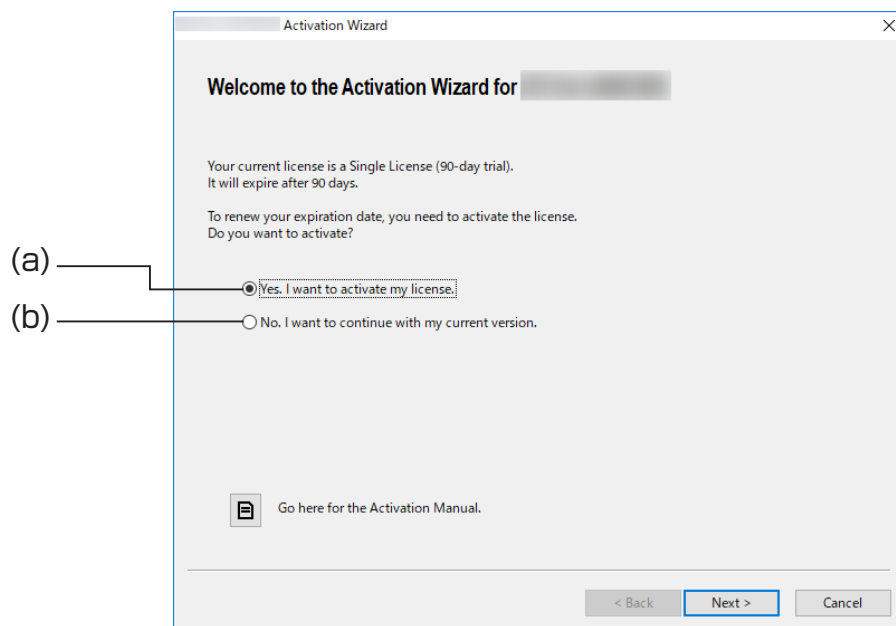 Activation Wizard
Welcome to the Activation Wizard for
Your current license is a Single License (90-day trial).
It will expire after 90 days.
To renew your expiration date, you need to activate the license.
Do you want to activate?
(a)
Yes. I want to activate my license.
(b)
No. I want to continue with my current version.
Go here for the Activation Manual.
< Back
Next >
Cancel